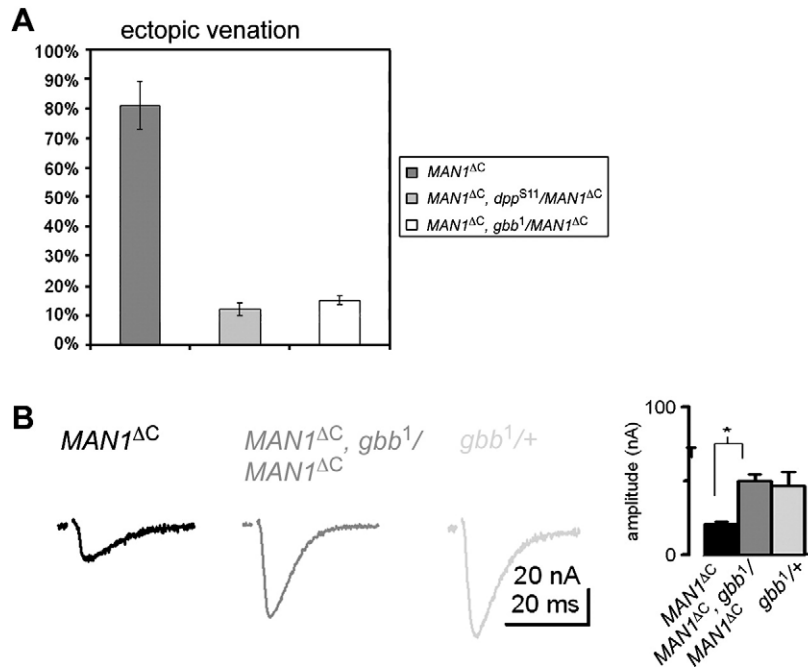 A
ectopic venation
100%
90%
80%
70%
60%
50%
40%
30%
20%
10%
0%
MAN1ΔC
MAN1ΔC, dppS11/MAN1ΔC
MAN1ΔC, gbb1/MAN1ΔC
B
MAN1ΔC
MAN1ΔC, gbb1/
MAN1ΔC
gbb1/+
20 nA
20 ms
amplitude (nA)
100
0
*
MAN1ΔC
MAN1ΔC, gbb1/
MAN1ΔC
gbb1/+